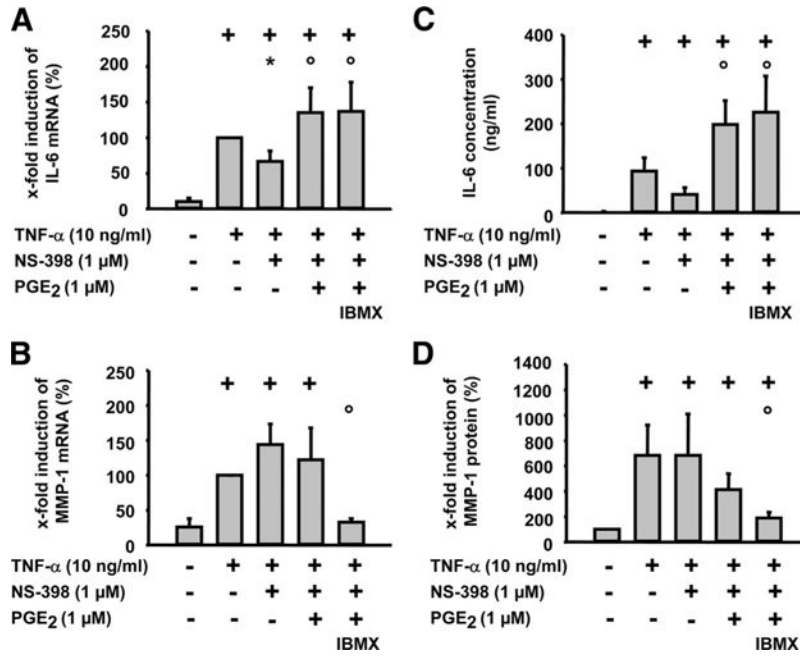 A
x-fold induction of
IL-6 mRNA (%)
250
200
150
100
50
0
+ + + +
* ° °
TNF-α (10 ng/ml) - + + + +
NS-398 (1 µM) - - + + +
PGE2 (1 µM) - - - + +
IBMX
C
IL-6 concentration
(ng/ml)
400
300
200
100
0
+ + + +
° °
TNF-α (10 ng/ml) - + + + +
NS-398 (1 µM) - - + + +
PGE2 (1 µM) - - - + +
IBMX
B
x-fold induction of
MMP-1 mRNA (%)
250
200
150
100
50
0
+ + +
°
TNF-α (10 ng/ml) - + + + +
NS-398 (1 µM) - - + + +
PGE2 (1 µM) - - - + +
IBMX
D
x-fold induction of
MMP-1 protein (%)
1400
1200
1000
800
600
400
200
0
+ + + +
°
TNF-α (10 ng/ml) - + + + +
NS-398 (1 µM) - - + + +
PGE2 (1 µM) - - - + +
IBMX